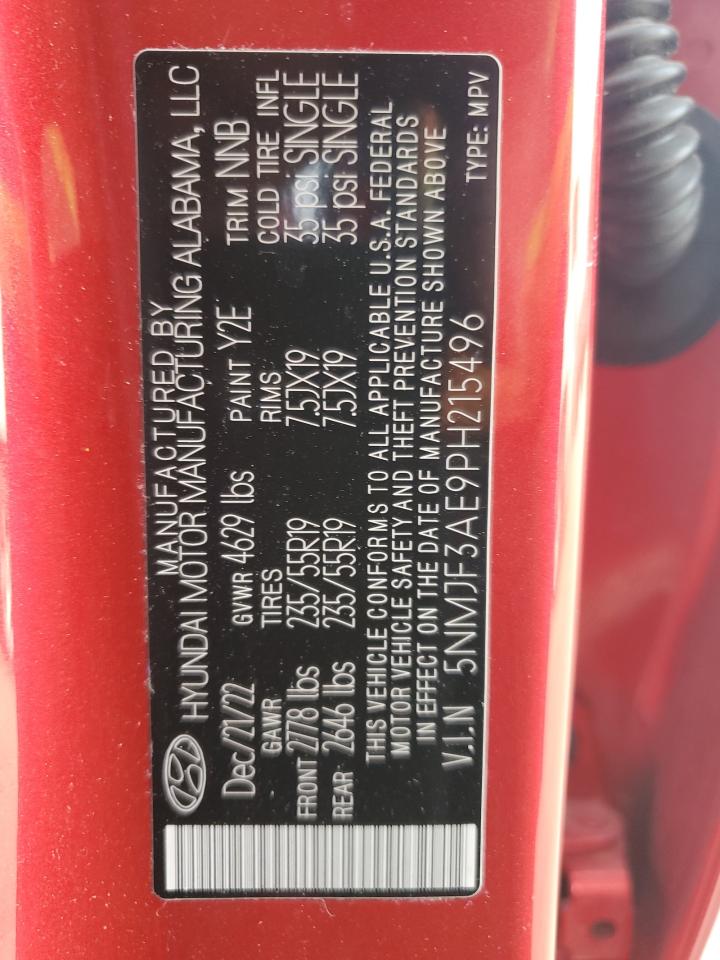 MANUFACTURED BY
HYUNDAI MOTOR MANUFACTURING ALABAMA, LLC
Dec/21/22 GVWR 4629 lbs PAINT Y2E TRIM NNB
GAWR TIRES RIMS COLD TIRE INFL
FRONT 2778 lbs 235/55R19 7.5JX19 35 psi SINGLE
REAR 2646 lbs 235/55R19 7.5JX19 35 psi SINGLE
THIS VEHICLE CONFORMS TO ALL APPLICABLE U.S.A. FEDERAL
MOTOR VEHICLE SAFETY AND THEFT PREVENTION STANDARDS
IN EFFECT ON THE DATE OF MANUFACTURE SHOWN ABOVE
V.I.N 5NMJF3AE9PH215496 TYPE: MPV